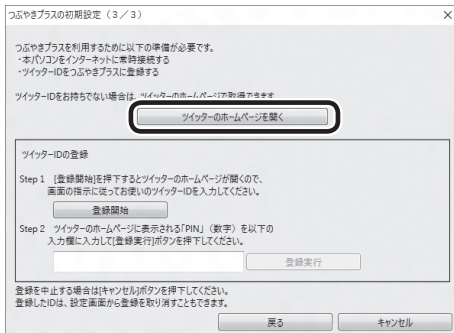 つぶやきプラスの初期設定（３／３）
つぶやきプラスを利用するために以下の準備が必要です。
・本パソコンをインターネットに常時接続する
・ツイッターIDをつぶやきプラスに登録する
ツイッターIDをお持ちでない場合は、ツイッターのホームページで取得できます
ツイッターのホームページを開く
ツイッターIDの登録
Step 1 [登録開始]を押下するとツイッターのホームページが開くので、
画面の指示に従ってお使いのツイッターIDを入力してください。
登録開始
Step 2 ツイッターのホームページに表示される「PIN」（数字）を以下の
入力欄に入力して[登録実行]ボタンを押下してください。
登録実行
登録を中止する場合は[キャンセル]ボタンを押下してください。
登録したIDは、設定画面から登録を取り消すこともできます。
戻る キャンセル